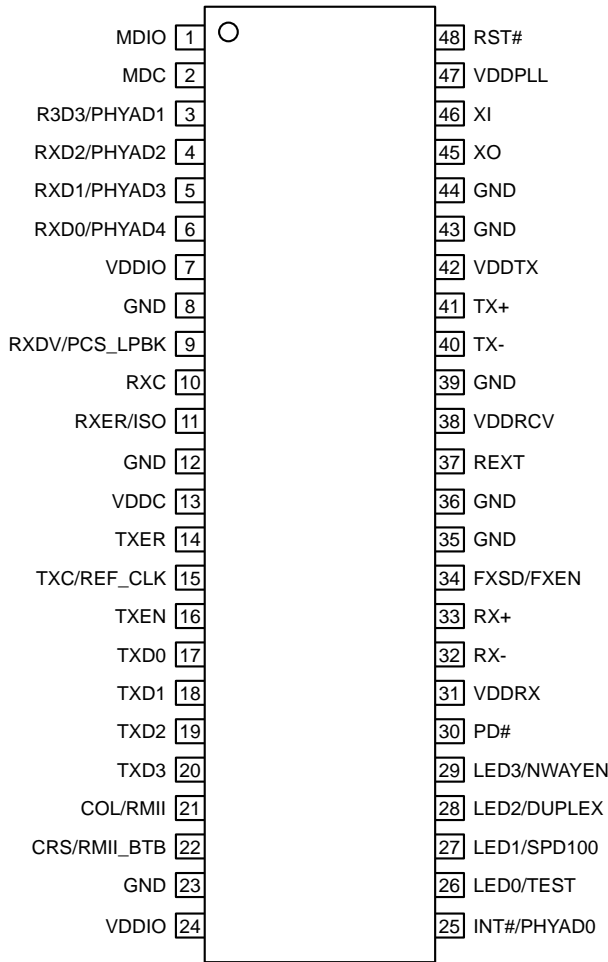 MDIO 1
MDC 2
R3D3/PHYAD1 3
RXD2/PHYAD2 4
RXD1/PHYAD3 5
RXD0/PHYAD4 6
VDDIO 7
GND 8
RXDV/PCS_LPBK 9
RXC 10
RXER/ISO 11
GND 12
VDDC 13
TXER 14
TXC/REF_CLK 15
TXEN 16
TXD0 17
TXD1 18
TXD2 19
TXD3 20
COL/RMII 21
CRS/RMII_BTB 22
GND 23
VDDIO 24
48 RST#
47 VDDPLL
46 XI
45 XO
44 GND
43 GND
42 VDDTX
41 TX+
40 TX-
39 GND
38 VDDRCV
37 REXT
36 GND
35 GND
34 FXSD/FXEN
33 RX+
32 RX-
31 VDDRX
30 PD#
29 LED3/NWAYEN
28 LED2/DUPLEX
27 LED1/SPD100
26 LED0/TEST
25 INT#/PHYAD0